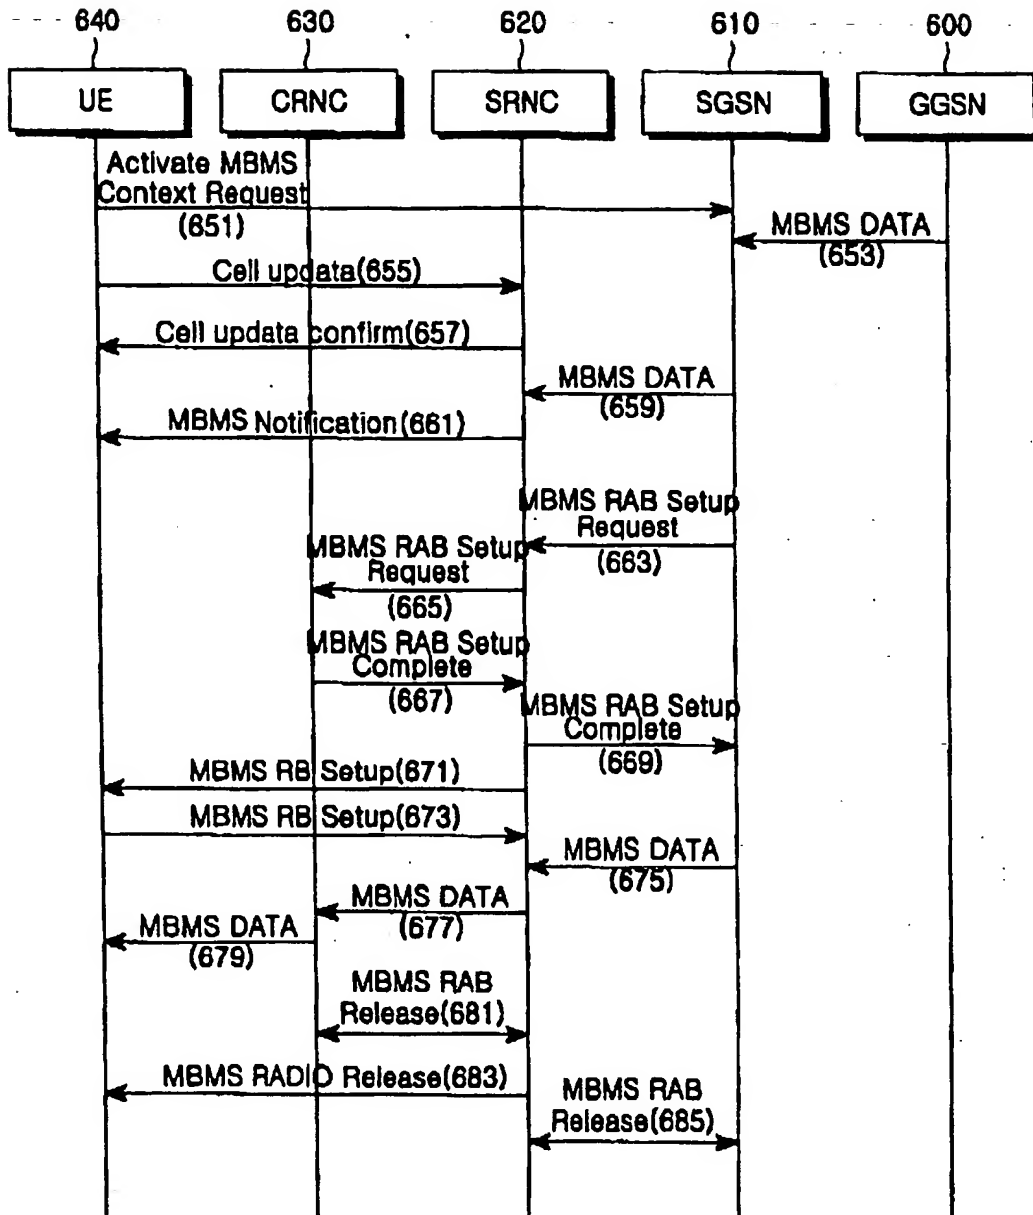 640
630
620
610
600
UE
CRNC
SRNC
SGSN
GGSN
Activate MBMS
Context Request
(651)
MBMS DATA
(653)
Cell updata(655)
Cell updata confirm(657)
MBMS DATA
(659)
MBMS Notification(661)
MBMS RAB Setup
Request
(663)
MBMS RAB Setup
Request
(665)
MBMS RAB Setup
Complete
(667)
MBMS RAB Setup
Complete
(669)
MBMS RB Setup(671)
MBMS RB Setup(673)
MBMS DATA
(675)
MBMS DATA
(677)
MBMS DATA
(679)
MBMS RAB
Release(681)
MBMS RADIO Release(683)
MBMS RAB
Release(685)